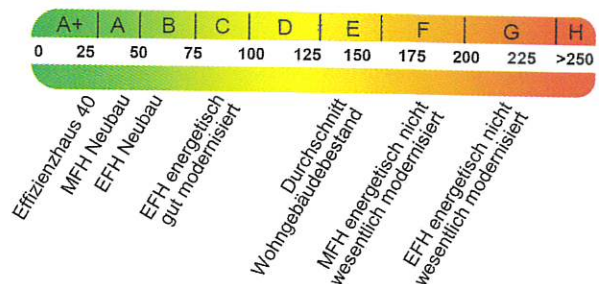 A+ A B C D E F G H
0 25 50 75 100 125 150 175 200 225 >250
Effizienzhaus 40
MFH Neubau
EFH Neubau
EFH energetisch
gut modernisiert
Durchschnitt
Wohngebäudebestand
MFH energetisch nicht
wesentlich modernisiert
EFH energetisch nicht
wesentlich modernisiert